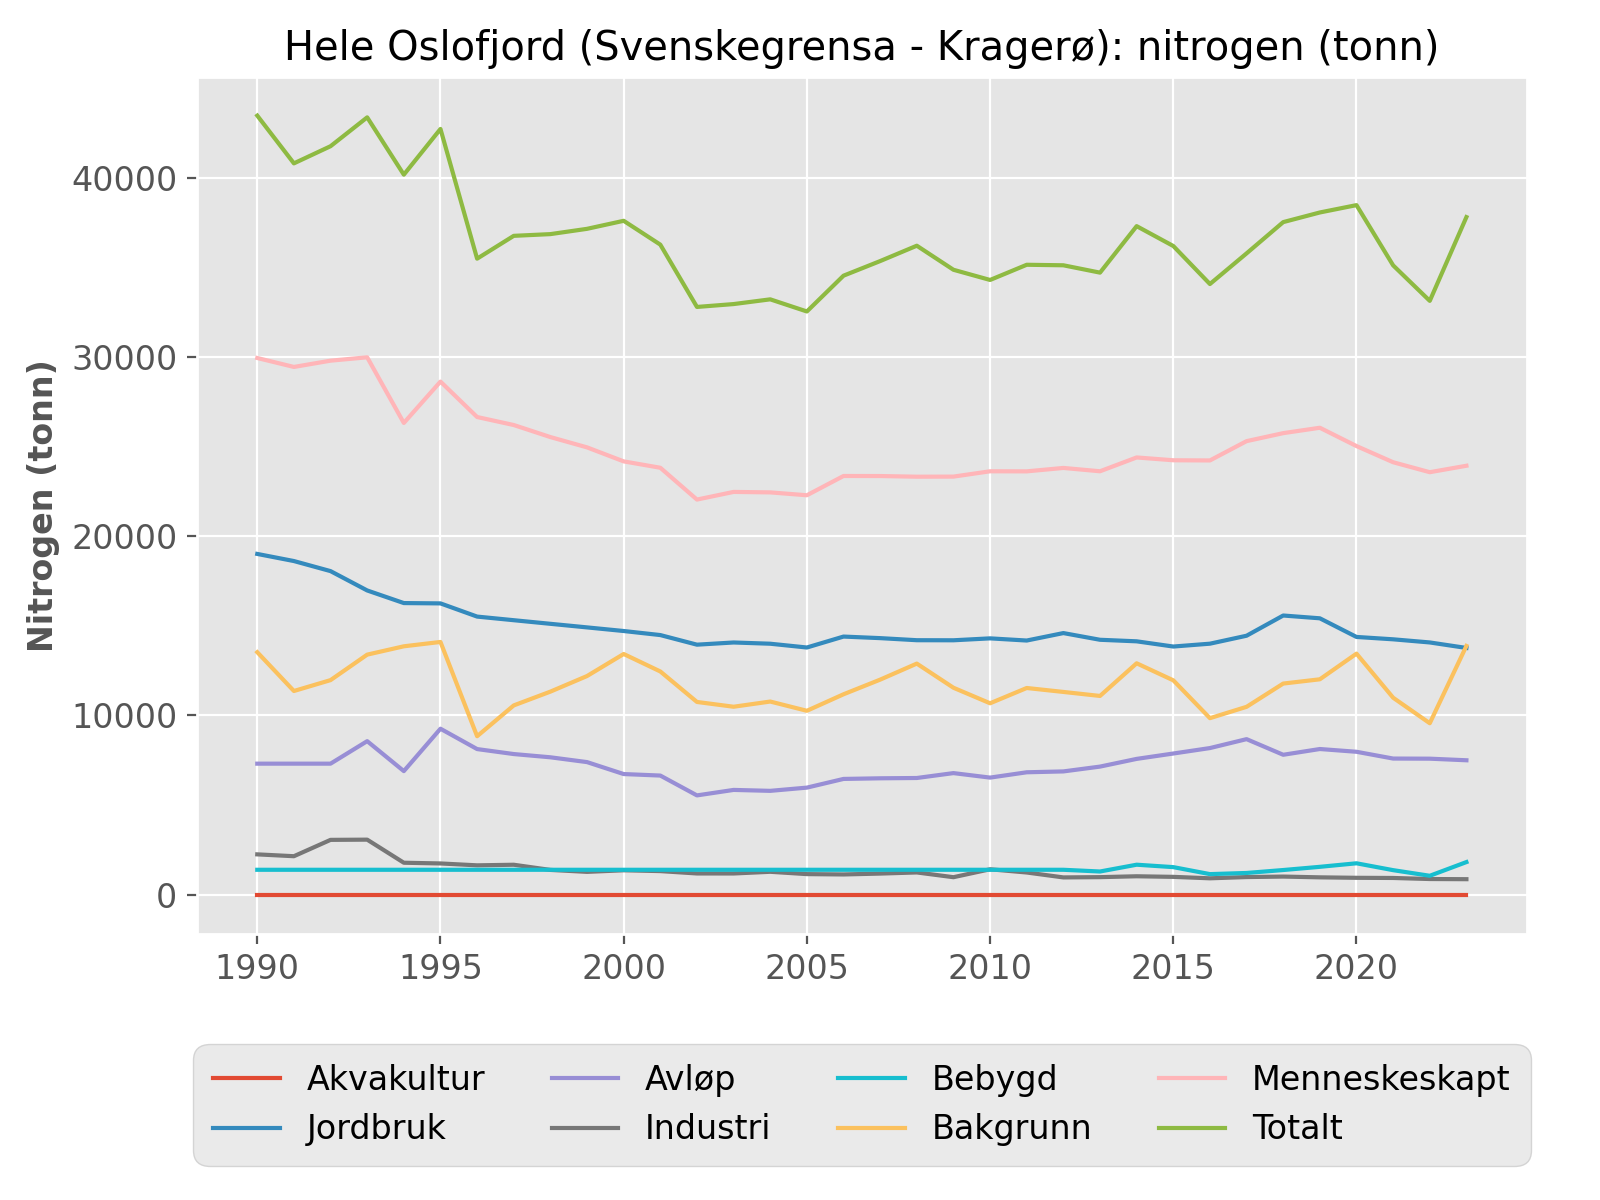 Hele Oslofjord (Svenskegrensa - Kragerø): nitrogen (tonn)
Nitrogen (tonn)
40000
30000
20000
10000
0
1990 1995 2000 2005 2010 2015 2020
Akvakultur Avløp Bebygd Menneskeskapt
Jordbruk Industri Bakgrunn Totalt